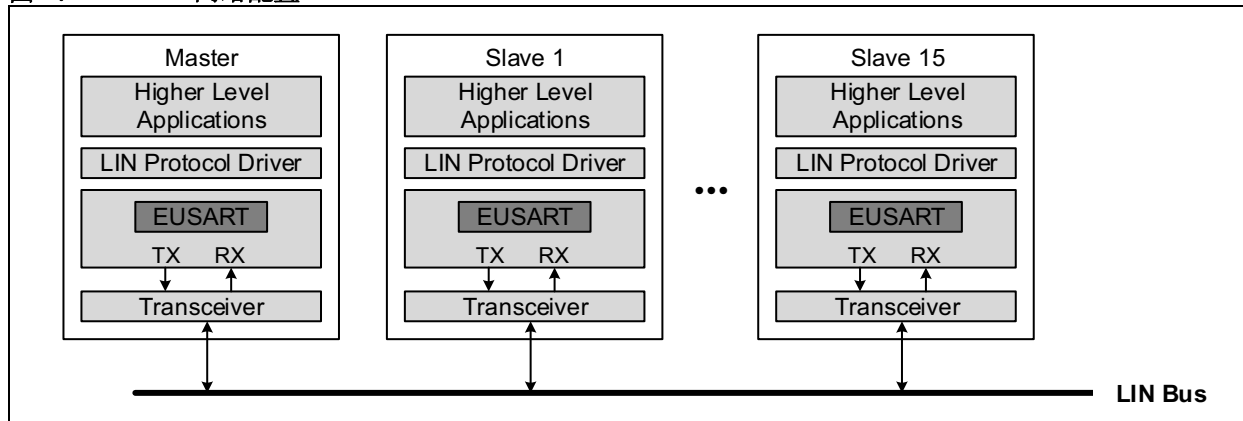 Master
Higher Level
Applications
LIN Protocol Driver
EUSART
TX RX
Transceiver
Slave 1
Higher Level
Applications
LIN Protocol Driver
EUSART
TX RX
Transceiver
•••
Slave 15
Higher Level
Applications
LIN Protocol Driver
EUSART
TX RX
Transceiver
LIN Bus